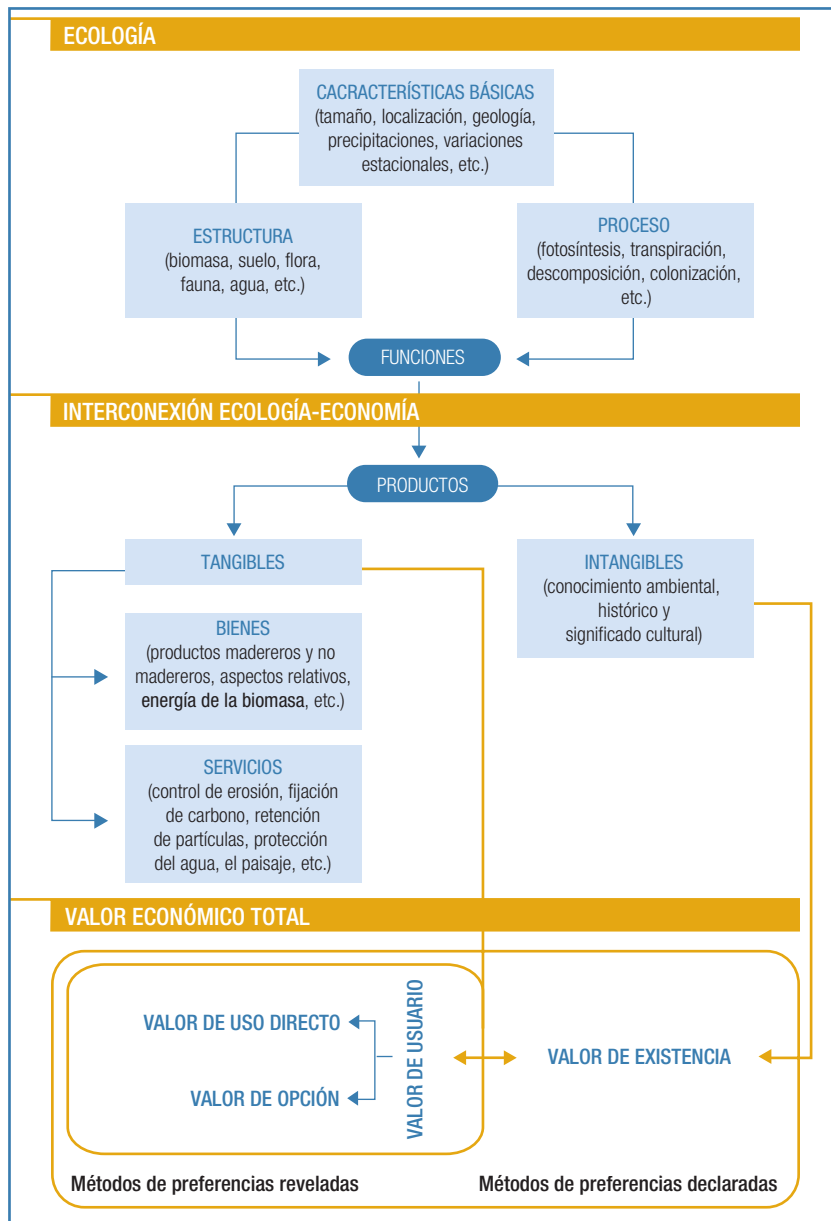 ECOLOGÍA
CACRACTERÍSTICAS BÁSICAS
(tamaño, localización, geología,
precipitaciones, variaciones
estacionales, etc.)
ESTRUCTURA
(biomasa, suelo, flora,
fauna, agua, etc.)
PROCESO
(fotosíntesis, transpiración,
descomposición, colonización,
etc.)
FUNCIONES
INTERCONEXIÓN ECOLOGÍA-ECONOMÍA
PRODUCTOS
TANGIBLES
INTANGIBLES
(conocimiento ambiental,
histórico y
significado cultural)
BIENES
(productos madereros y no
madereros, aspectos relativos,
energía de la biomasa, etc.)
SERVICIOS
(control de erosión, fijación
de carbono, retención
de partículas, protección
del agua, el paisaje, etc.)
VALOR ECONÓMICO TOTAL
VALOR DE USO DIRECTO
VALOR DE OPCIÓN
VALOR DE USUARIO
VALOR DE EXISTENCIA
Métodos de preferencias reveladas
Métodos de preferencias declaradas